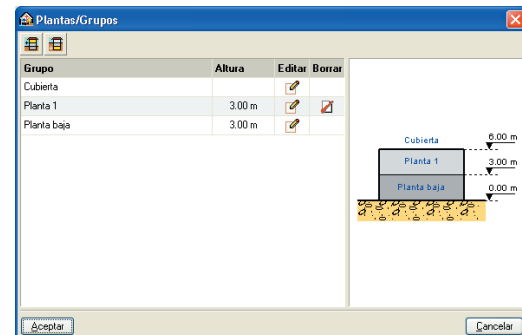 Plantas/Grupos
Grupo Altura Editar Borrar
Cubierta
Planta 1 3.00 m
Planta baja 3.00 m
Cubierta 6.00 m
Planta 1 3.00 m
Planta baja 0.00 m
Aceptar Cancelar